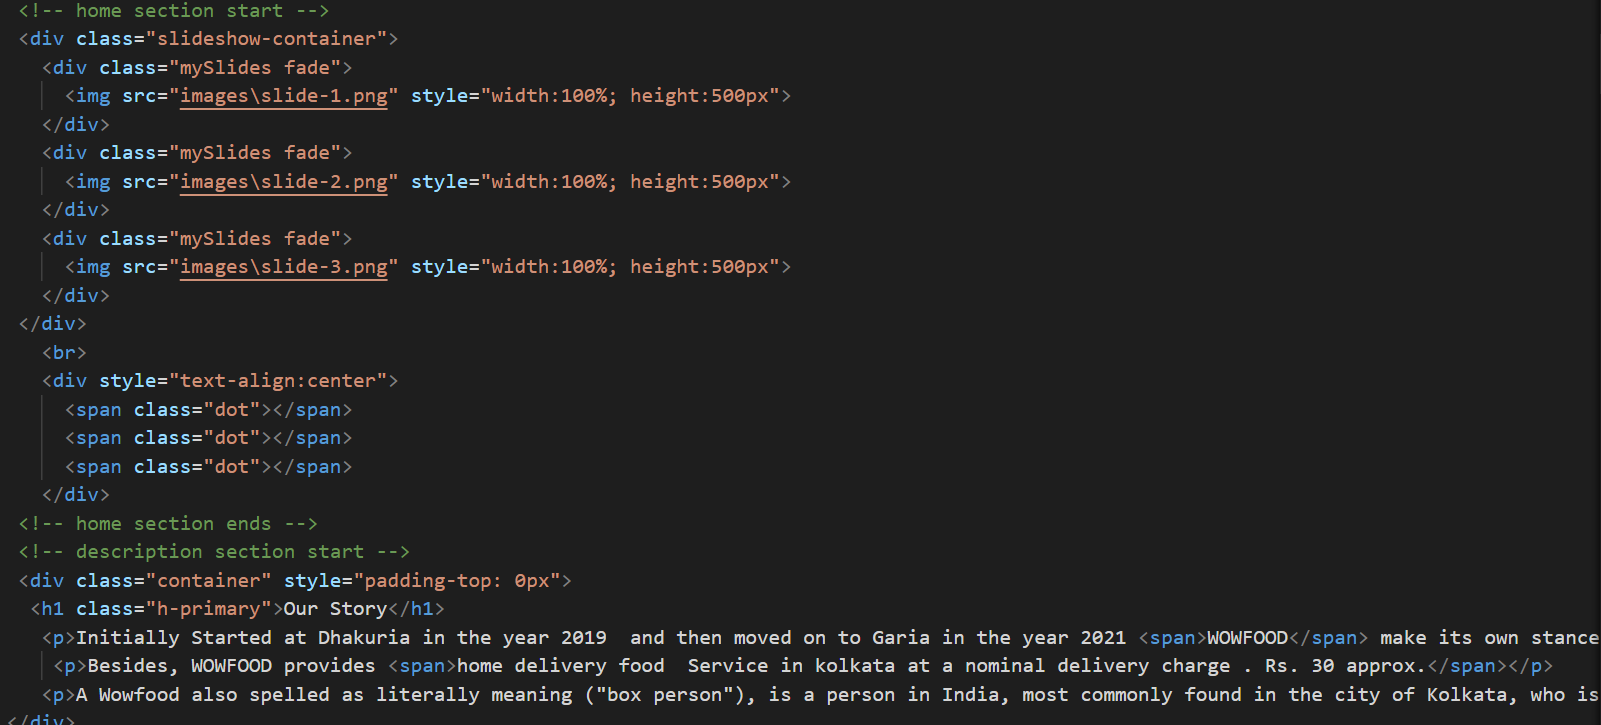 <!-- home section start -->
<div class="slideshow-container">
  <div class="mySlides fade">
    <img src="images\slide-1.png" style="width:100%; height:500px">
  </div>
  <div class="mySlides fade">
    <img src="images\slide-2.png" style="width:100%; height:500px">
  </div>
  <div class="mySlides fade">
    <img src="images\slide-3.png" style="width:100%; height:500px">
  </div>
</div>
  <br>
  <div style="text-align:center">
    <span class="dot"></span>
    <span class="dot"></span>
    <span class="dot"></span>
  </div>
<!-- home section ends -->
<!-- description section start -->
<div class="container" style="padding-top: 0px">
 <h1 class="h-primary">Our Story</h1>
  <p>Initially Started at Dhakuria in the year 2019  and then moved on to Garia in the year 2021 <span>WOWFOOD</span> make its own stance
   <p>Besides, WOWFOOD provides <span>home delivery food  Service in kolkata at a nominal delivery charge . Rs. 30 approx.</span></p>
  <p>A Wowfood also spelled as literally meaning ("box person"), is a person in India, most commonly found in the city of Kolkata, who is
</div>